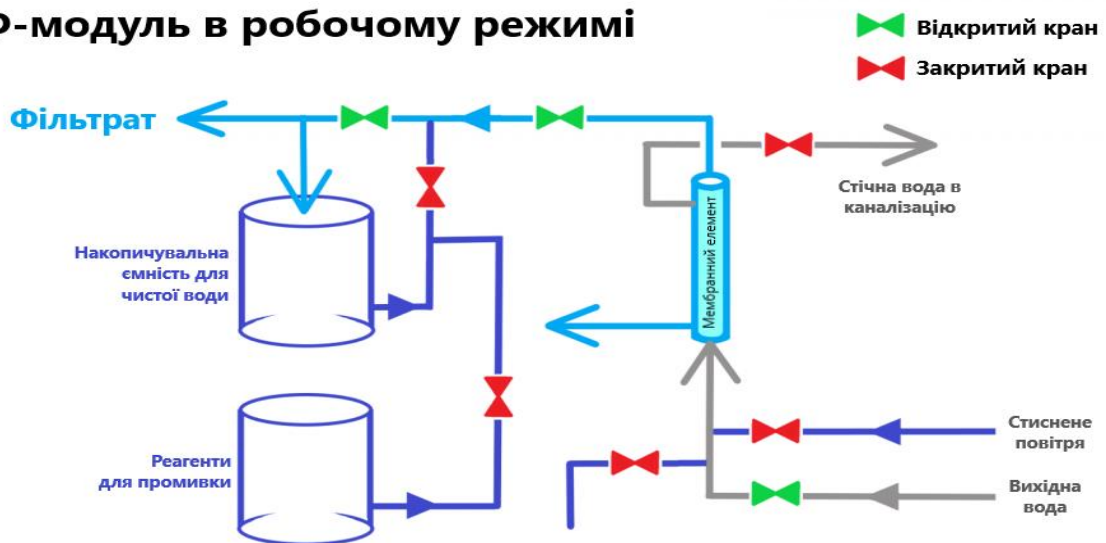 Ф-модуль в робочому режимі
Відкритий кран
Закритий кран
Фільтрат
Стічна вода в
каналізацію
Мембранний елемент
Накопичувальна
ємність для
чистої води
Стиснене
повітря
Реагенти
для промивки
Вихідна
вода